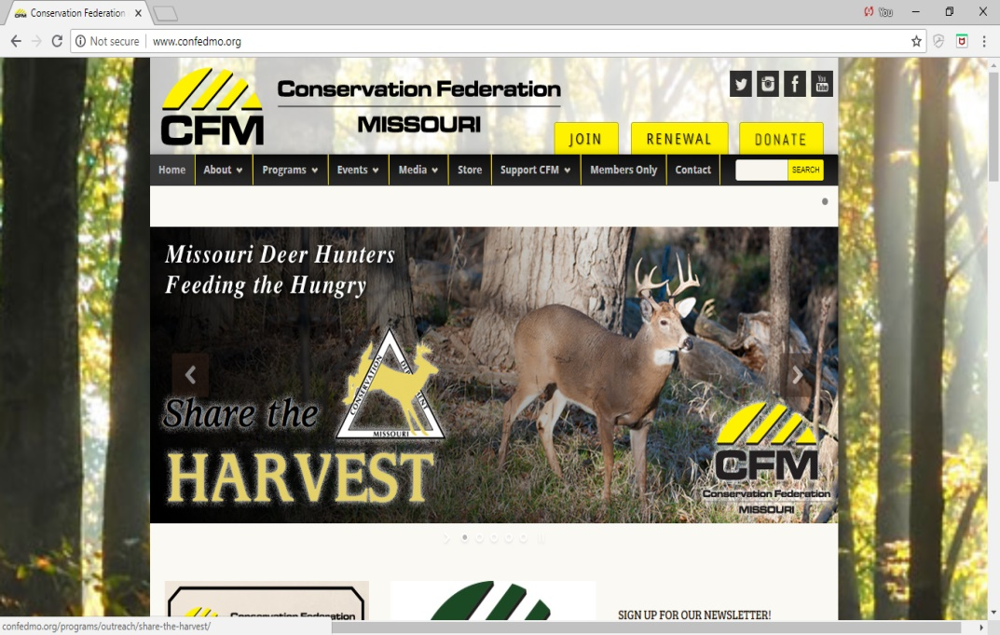 Conservation Federation
You
Not secure
www.confedmo.org
CFM
Conservation Federation
MISSOURI
You
Tube
JOIN
RENEWAL
DONATE
Home
About
Programs
Events
Media
Store
Support CFM
Members Only
Contact
SEARCH
Missouri Deer Hunters
Feeding the Hungry
Share the
HARVEST
CONSERVATION
MISSOURI
CFM
Conservation Federation
MISSOURI
Conservation Federation
SIGN UP FOR OUR NEWSLETTER!
confedmo.org/programs/outreach/share-the-harvest/